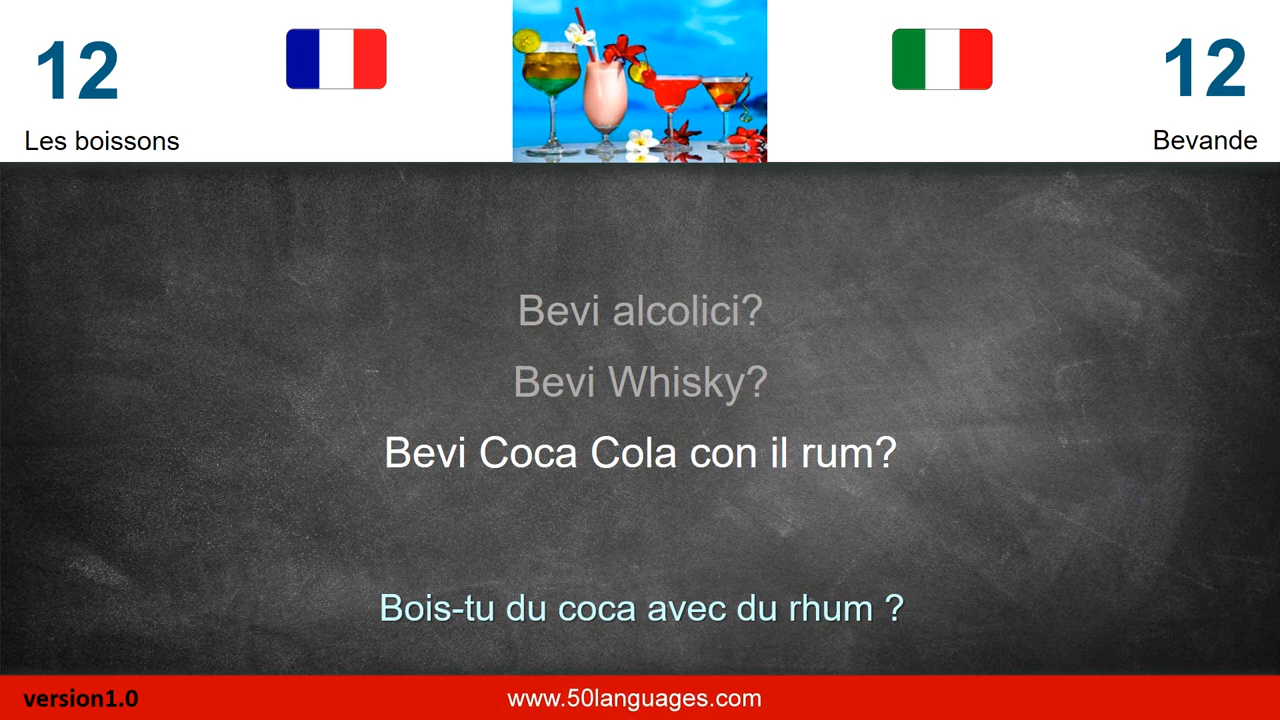 12
12
Les boissons
Bevande
Bevi alcolici?
Bevi Whisky?
Bevi Coca Cola con il rum?
Bois-tu du coca avec du rhum ?
version1.0
www.50languages.com